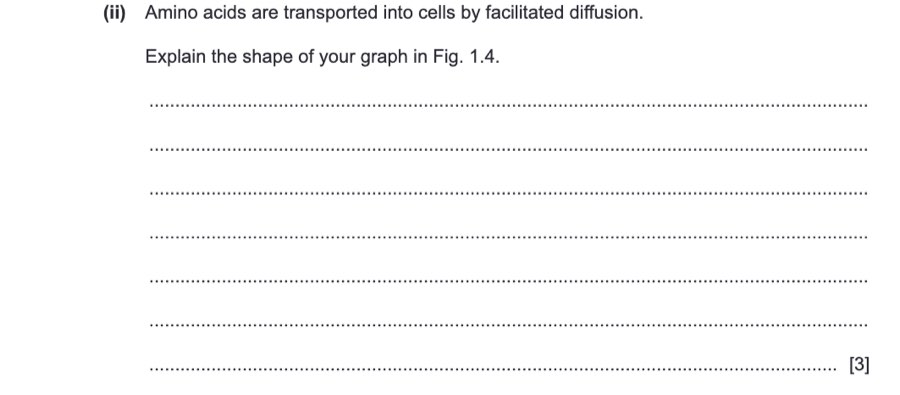 (ii) Amino acids are transported into cells by facilitated diffusion.
Explain the shape of your graph in Fig. 1.4.
[3]